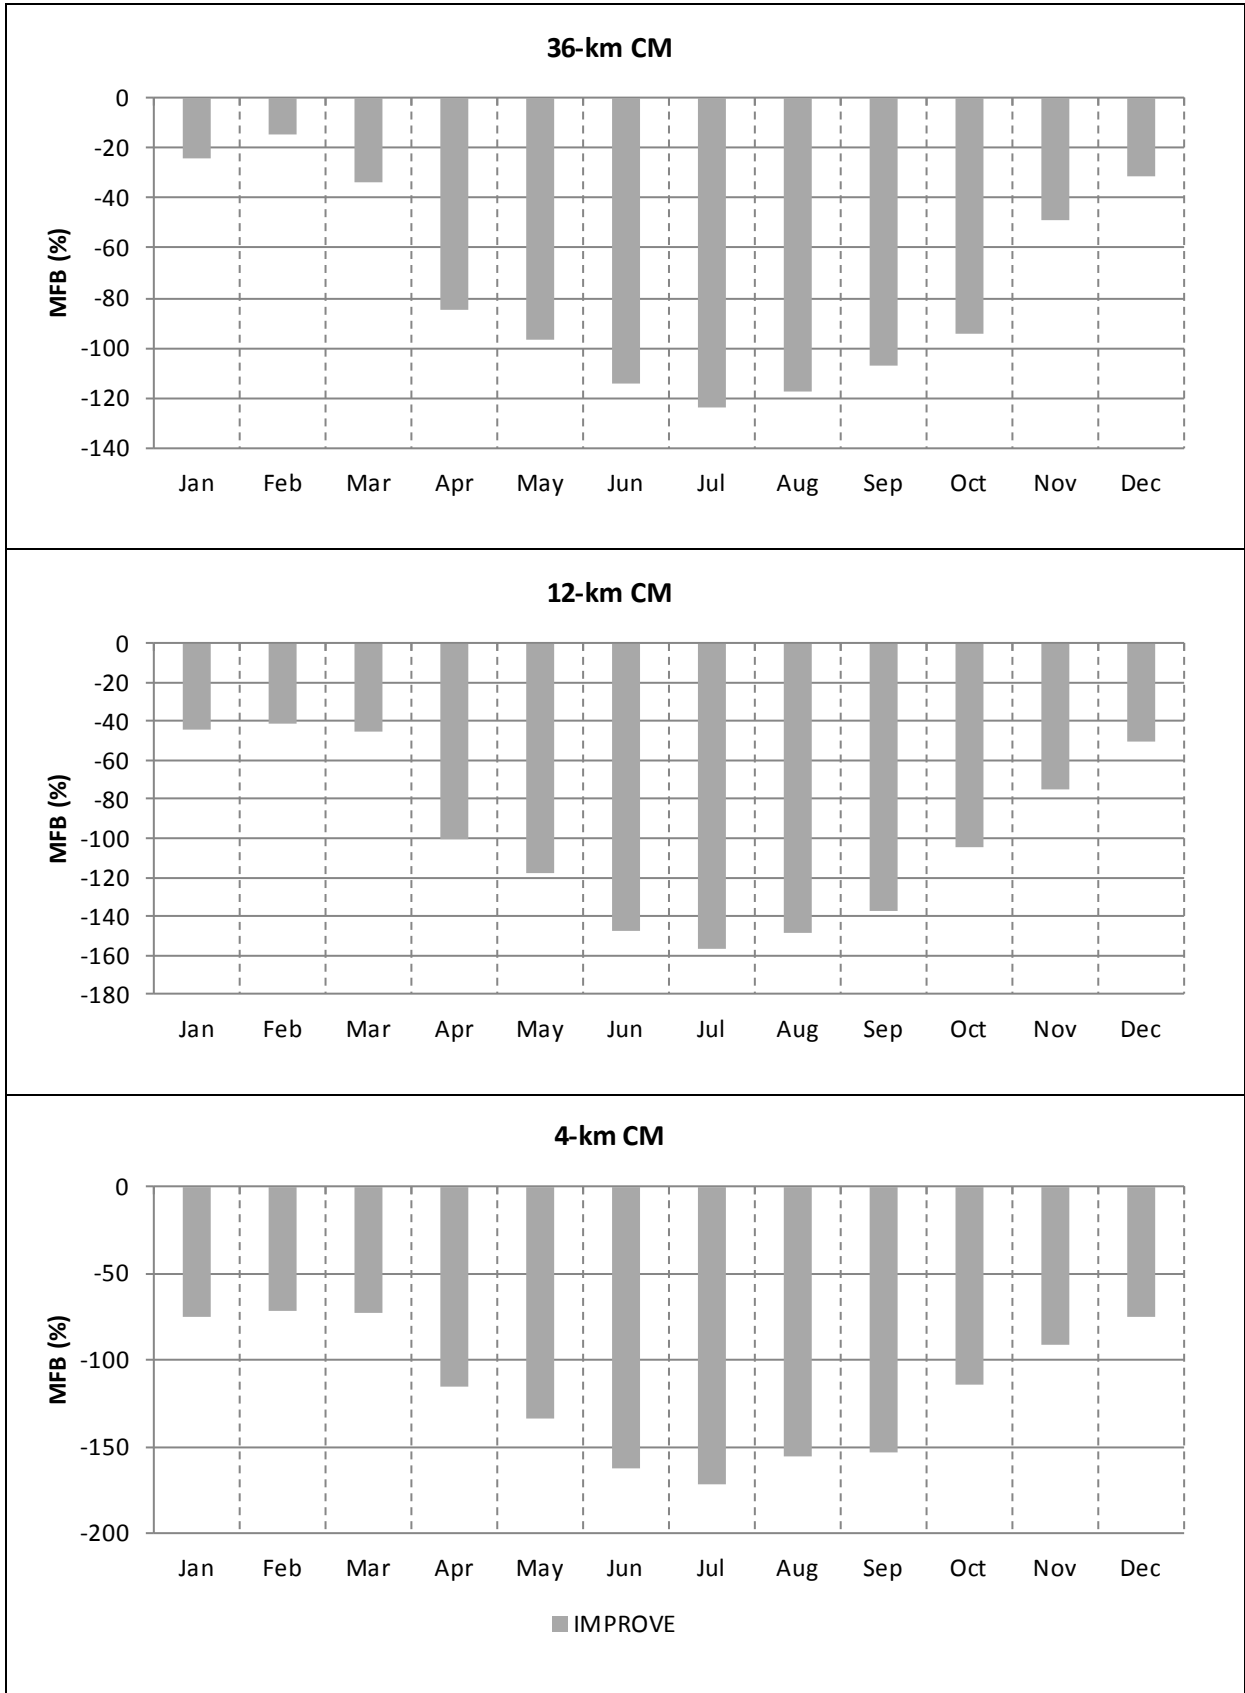 36-km CM
0
-20
-40
-60
-80
-100
-120
-140
MFB (%)
Jan Feb Mar Apr May Jun Jul Aug Sep Oct Nov Dec
12-km CM
0
-20
-40
-60
-80
-100
-120
-140
-160
-180
MFB (%)
Jan Feb Mar Apr May Jun Jul Aug Sep Oct Nov Dec
4-km CM
0
-50
-100
-150
-200
MFB (%)
Jan Feb Mar Apr May Jun Jul Aug Sep Oct Nov Dec
IMPROVE